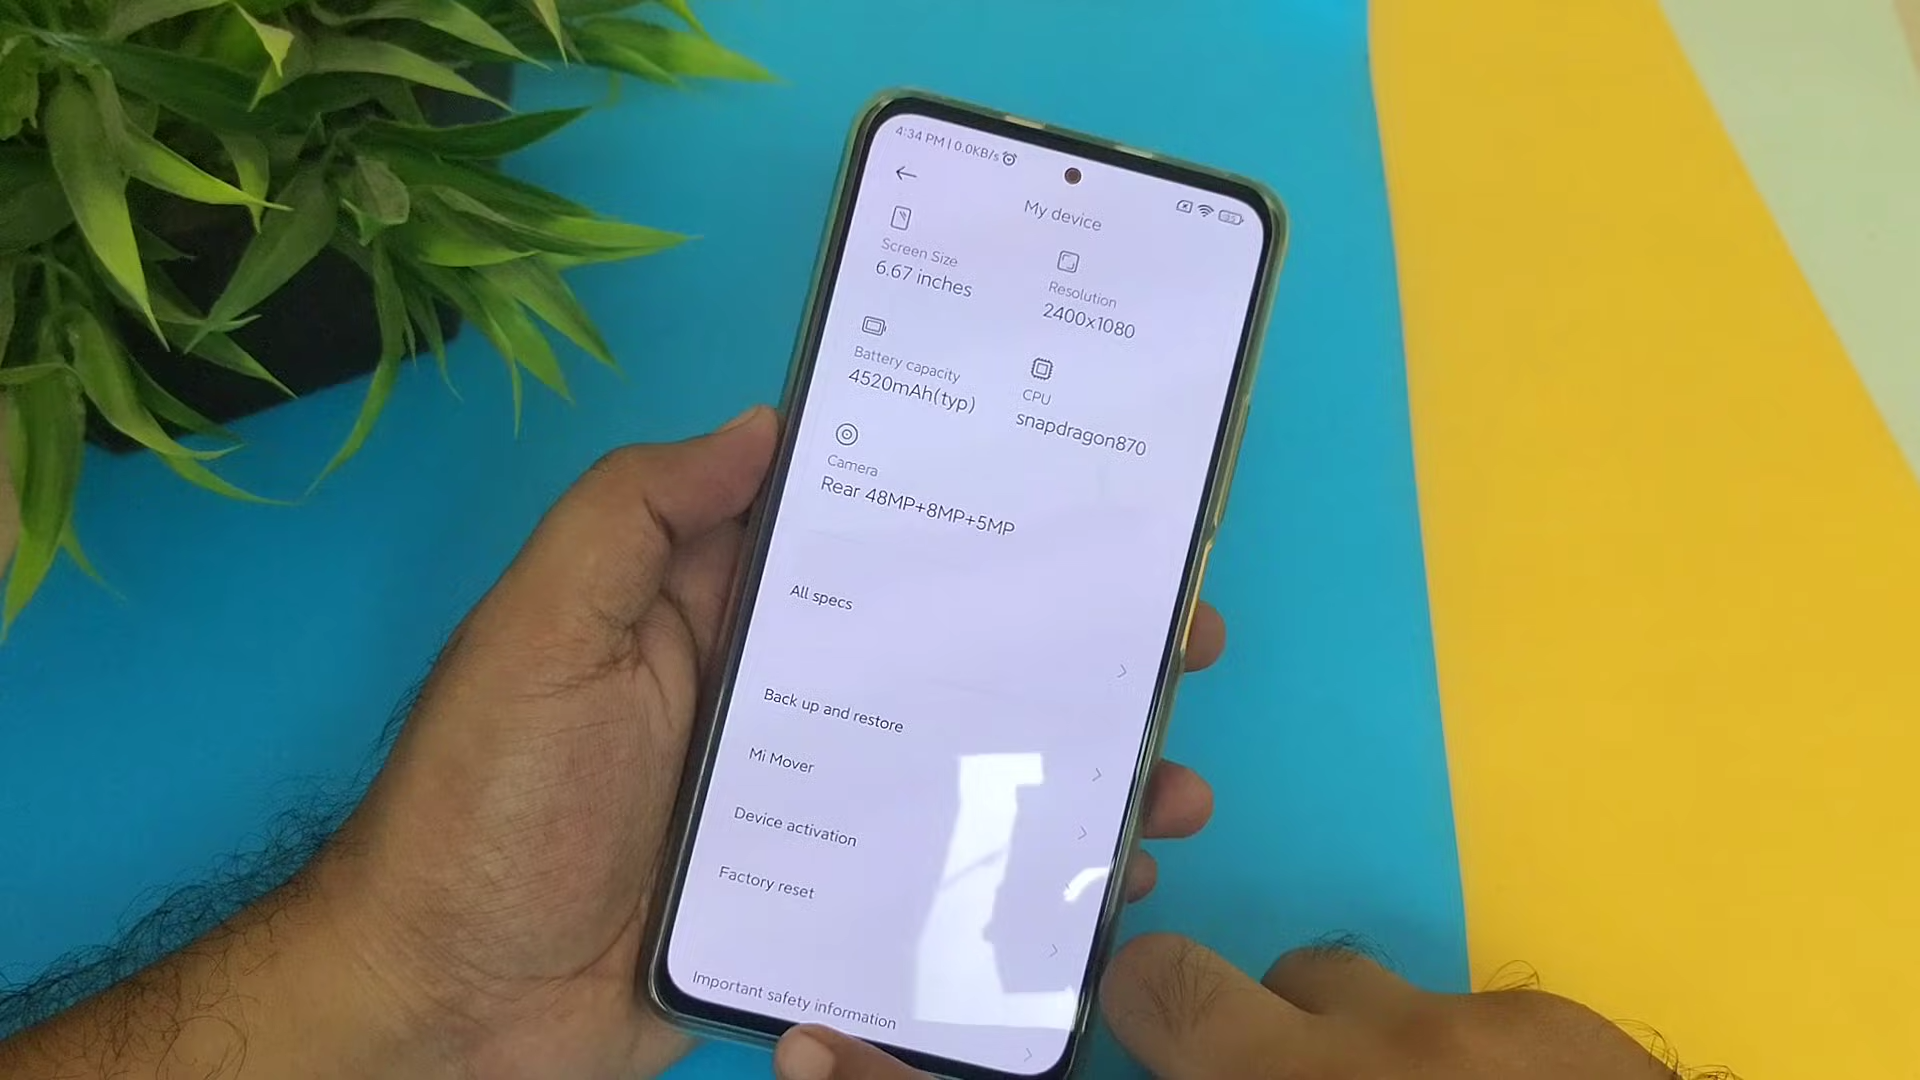 4:34 PM | 0.0KB/s
My device
Screen Size
6.67 inches
Resolution
2400x1080
Battery capacity
4520mAh(typ)
CPU
snapdragon870
Camera
Rear 48MP+8MP+5MP
All specs
Back up and restore
Mi Mover
Device activation
Factory reset
Important safety information